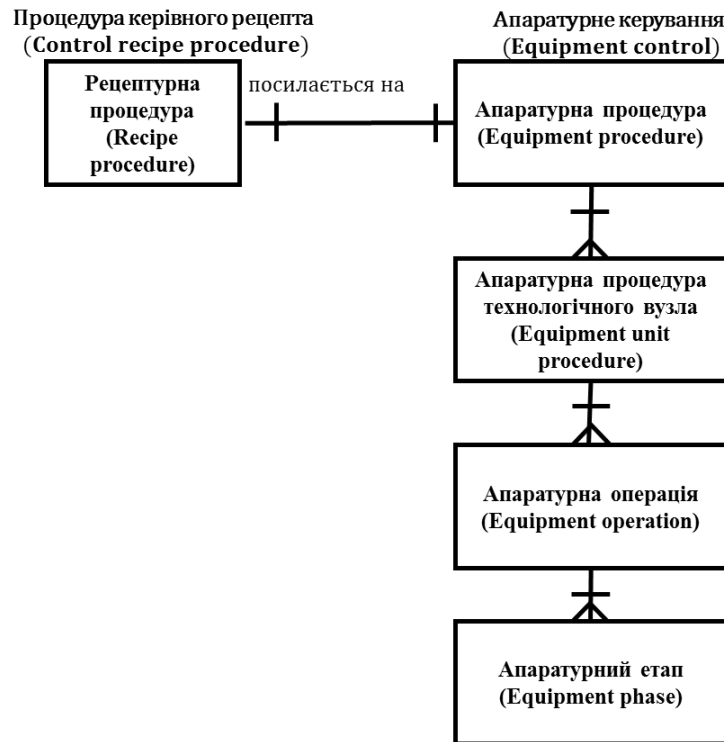 Процедура керівного рецепта
(Control recipe procedure)
Апаратурне керування
(Equipment control)
Рецептурна
процедура
(Recipe
procedure)
посилається на
Апаратурна процедура
(Equipment procedure)
Апаратурна процедура
технологічного вузла
(Equipment unit
procedure)
Апаратурна операція
(Equipment operation)
Апаратурний етап
(Equipment phase)